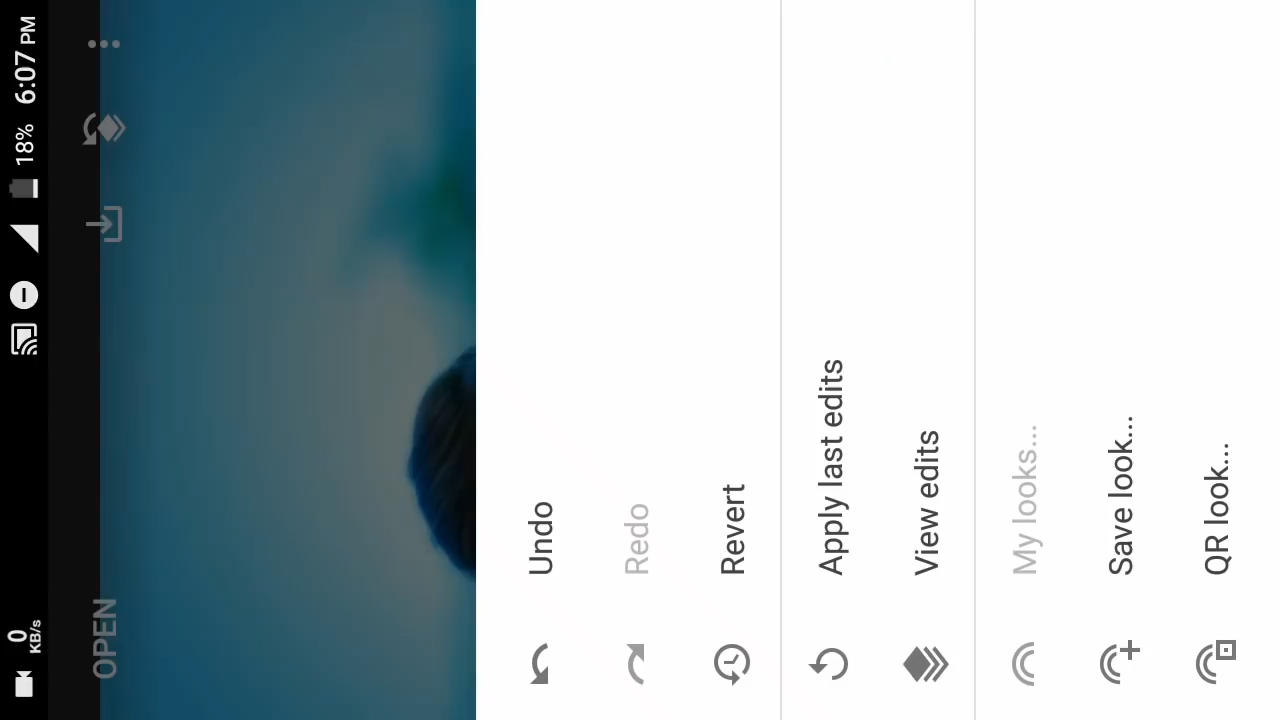 0
KB/s
18%
6:07 PM
OPEN
Undo
Redo
Revert
Apply last edits
View edits
My looks...
Save look...
QR look...